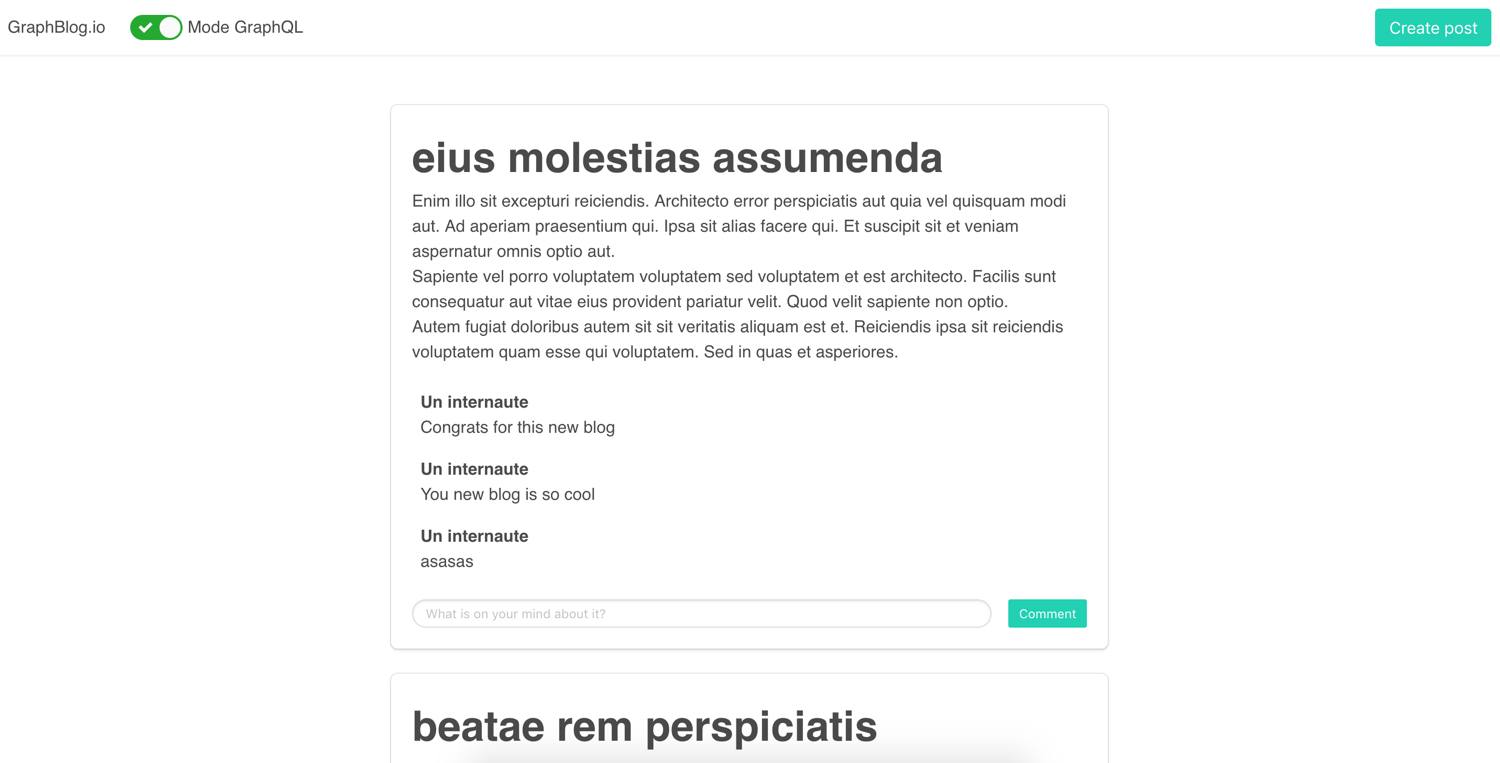 GraphBlog.io
Mode GraphQL
Create post
eius molestias assumenda
Enim illo sit excepturi reiciendis. Architecto error perspiciatis aut quia vel quisquam modi
aut. Ad aperiam praesentium qui. Ipsa sit alias facere qui. Et suscipit sit et veniam
aspernatur omnis optio aut.
Sapiente vel porro voluptatem voluptatem sed voluptatem et est architecto. Facilis sunt
consequatur aut vitae eius provident pariatur velit. Quod velit sapiente non optio.
Autem fugiat doloribus autem sit sit veritatis aliquam est et. Reiciendis ipsa sit reiciendis
voluptatem quam esse qui voluptatem. Sed in quas et asperiores.
Un internaute
Congrats for this new blog
Un internaute
You new blog is so cool
Un internaute
asasas
What is on your mind about it?
Comment
beatae rem perspiciatis